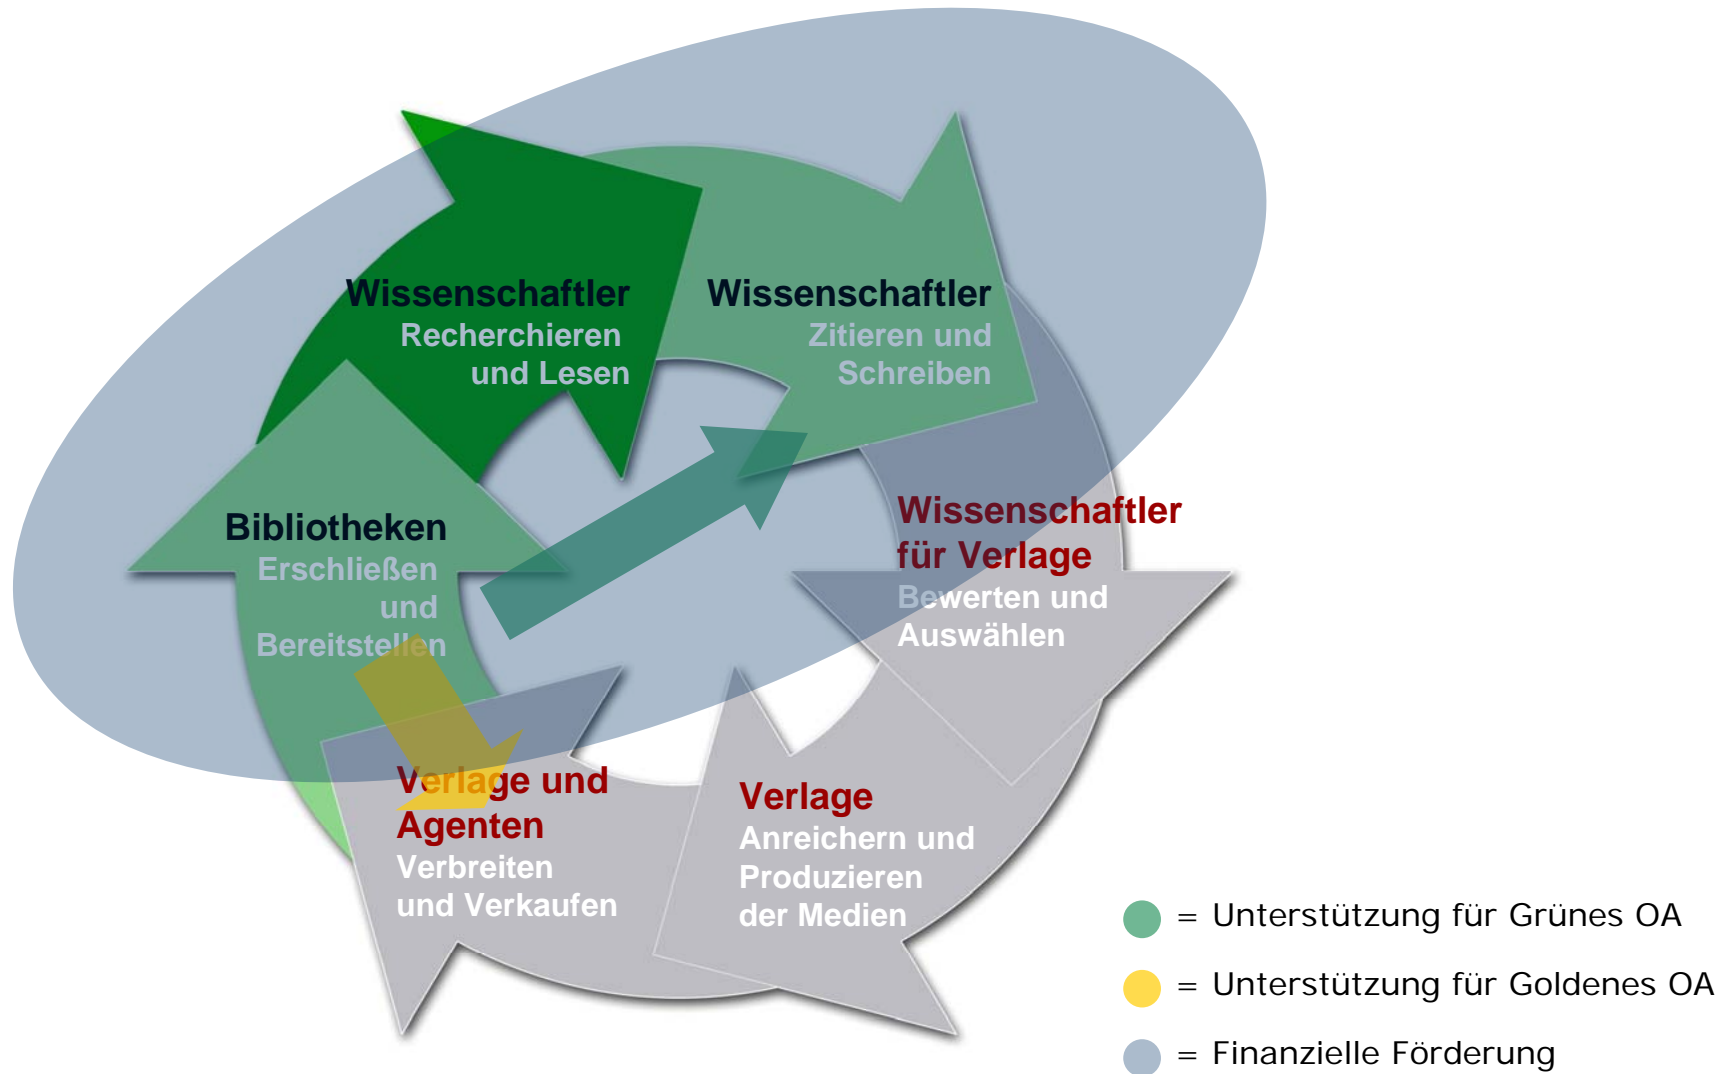 Wissenschaftler
Recherchieren
und Lesen
Wissenschaftler
Zitieren und
Schreiben
Wissenschaftler
für Verlage
Bewerten und
Auswählen
Bibliotheken
Erschließen
und
Bereitstellen
Verlage und
Agenten
Verbreiten
und Verkaufen
Verlage
Anreichern und
Produzieren
der Medien
= Unterstützung für Grünes OA
= Unterstützung für Goldenes OA
= Finanzielle Förderung